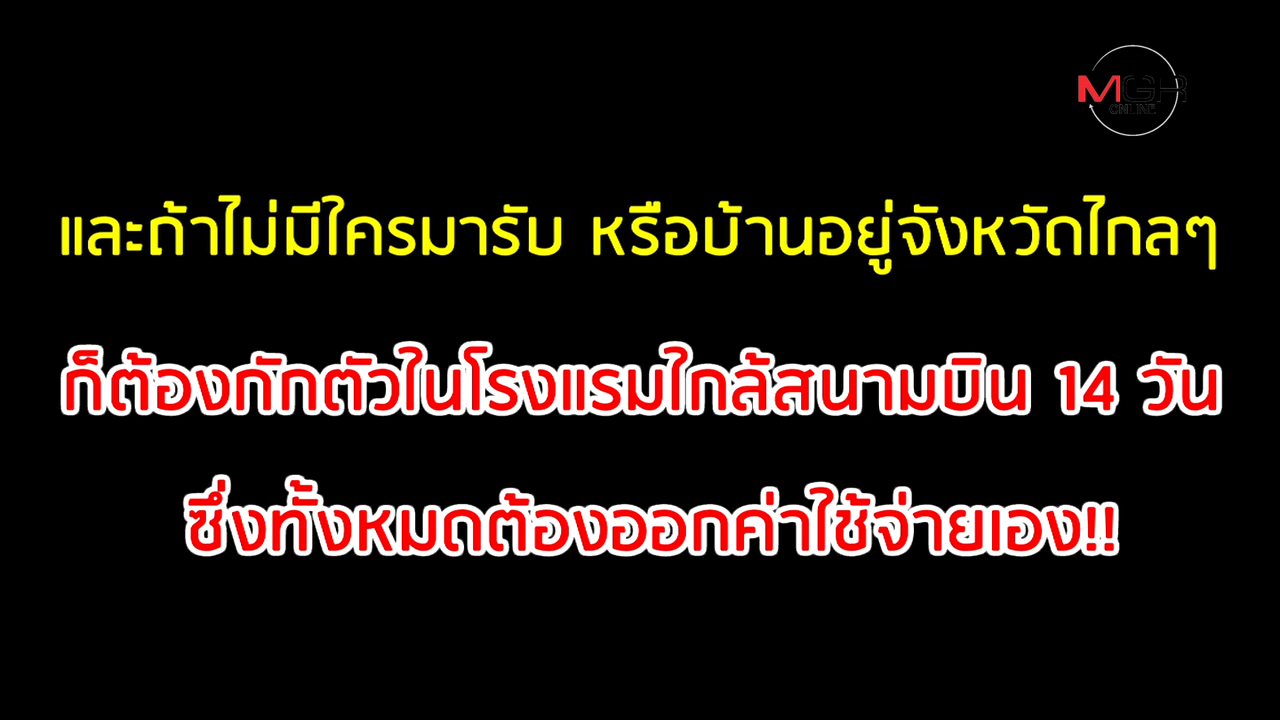 MGR
ONLINE
และถ้าไม่มีใครมารับ หรือบ้านอยู่จังหวัดไกลๆ
ก็ต้องกักตัวในโรงแรมใกล้สนามบิน 14 วัน
ซึ่งทั้งหมดต้องออกค่าใช้จ่ายเอง!!